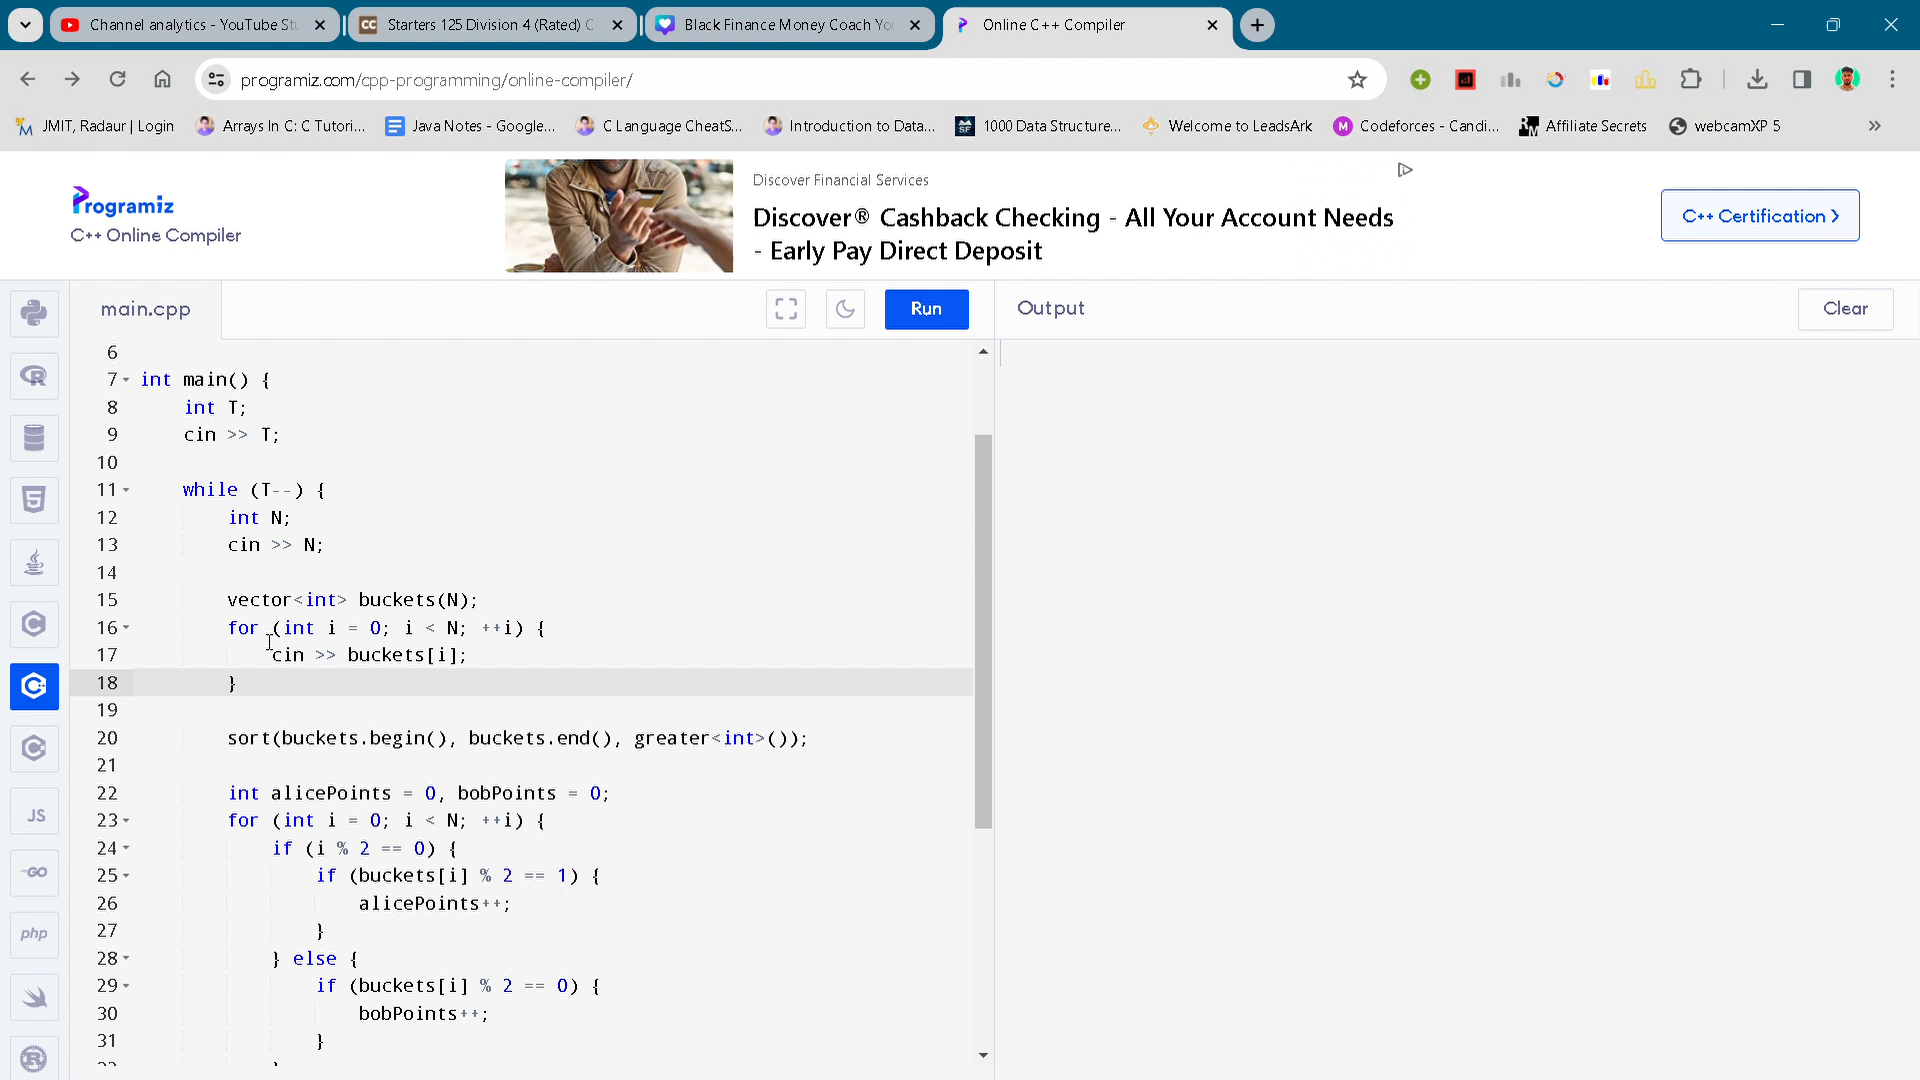 Channel analytics - YouTube Stu
Starters 125 Division 4 (Rated) C
Black Finance Money Coach Yo
Online C++ Compiler
programiz.com/cpp-programming/online-compiler/
JMIT, Radaur | Login
Arrays In C: C Tutori...
Java Notes - Google...
C Language CheatS...
Introduction to Data...
1000 Data Structure...
Welcome to LeadsArk
Codeforces - Candi...
Affiliate Secrets
webcamXP 5
Programiz
C++ Online Compiler
Discover Financial Services
Discover® Cashback Checking - All Your Account Needs
- Early Pay Direct Deposit
C++ Certification >
main.cpp
Run
Output
Clear
6
7 int main() {
8 int T;
9 cin >> T;
10
11 while (T--) {
12 int N;
13 cin >> N;
14
15 vector<int> buckets(N);
16 for (int i = 0; i < N; ++i) {
17 cin >> buckets[i];
18 }
19
20 sort(buckets.begin(), buckets.end(), greater<int>());
21
22 int alicePoints = 0, bobPoints = 0;
23 for (int i = 0; i < N; ++i) {
24 if (i % 2 == 0) {
25 if (buckets[i] % 2 == 1) {
26 alicePoints++;
27 }
28 } else {
29 if (buckets[i] % 2 == 0) {
30 bobPoints++;
31 }
JS
GO
php